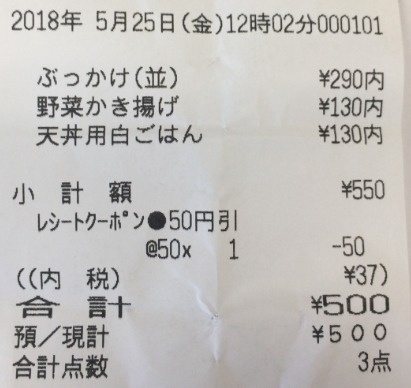 2018年 5月25日(金)12時02分000101
ぶっかけ(並) ¥290内
野菜かき揚げ ¥130内
天丼用白ごはん ¥130内
小 計 額 ¥550
ﾚｼｰﾄｸｰﾎﾟﾝ●50円引
@50x 1 -50
((内 税) ¥37)
合 計 ¥500
預/現計 ¥500
合計点数 3点